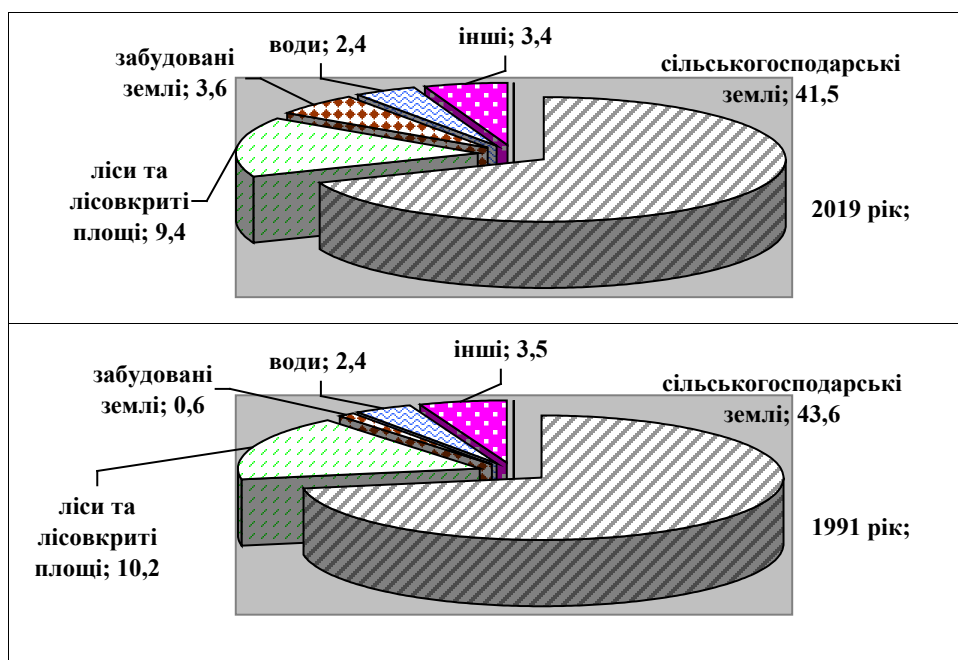 інші; 3,4
води; 2,4
забудовані
землі; 3,6
сільськогосподарські
землі; 41,5
ліси та
лісовкриті
площі; 9,4
2019 рік;
інші; 3,5
води; 2,4
забудовані
землі; 0,6
сільськогосподарські
землі; 43,6
ліси та
лісовкриті
площі; 10,2
1991 рік;